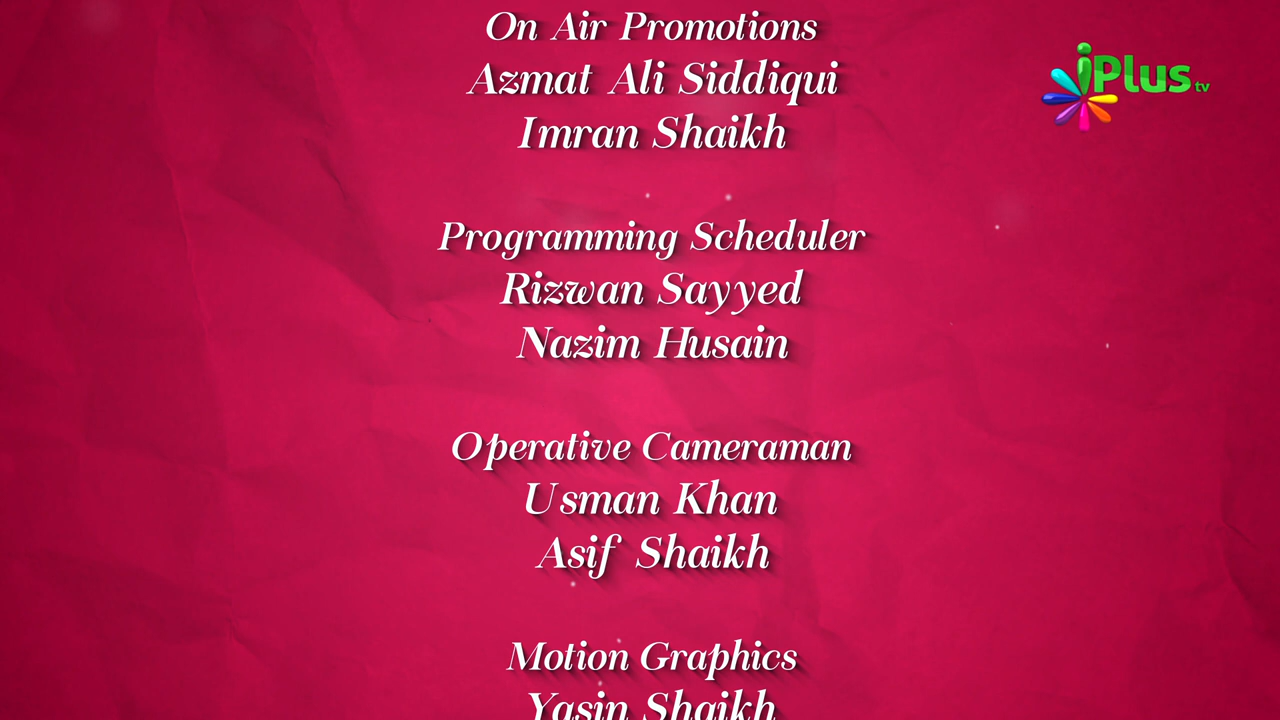 On Air Promotions
Azmat Ali Siddiqui
Imran Shaikh
iPlus tv
Programming Scheduler
Rizwan Sayyed
Nazim Husain
Operative Cameraman
Usman Khan
Asif Shaikh
Motion Graphics
Yasin Shaikh